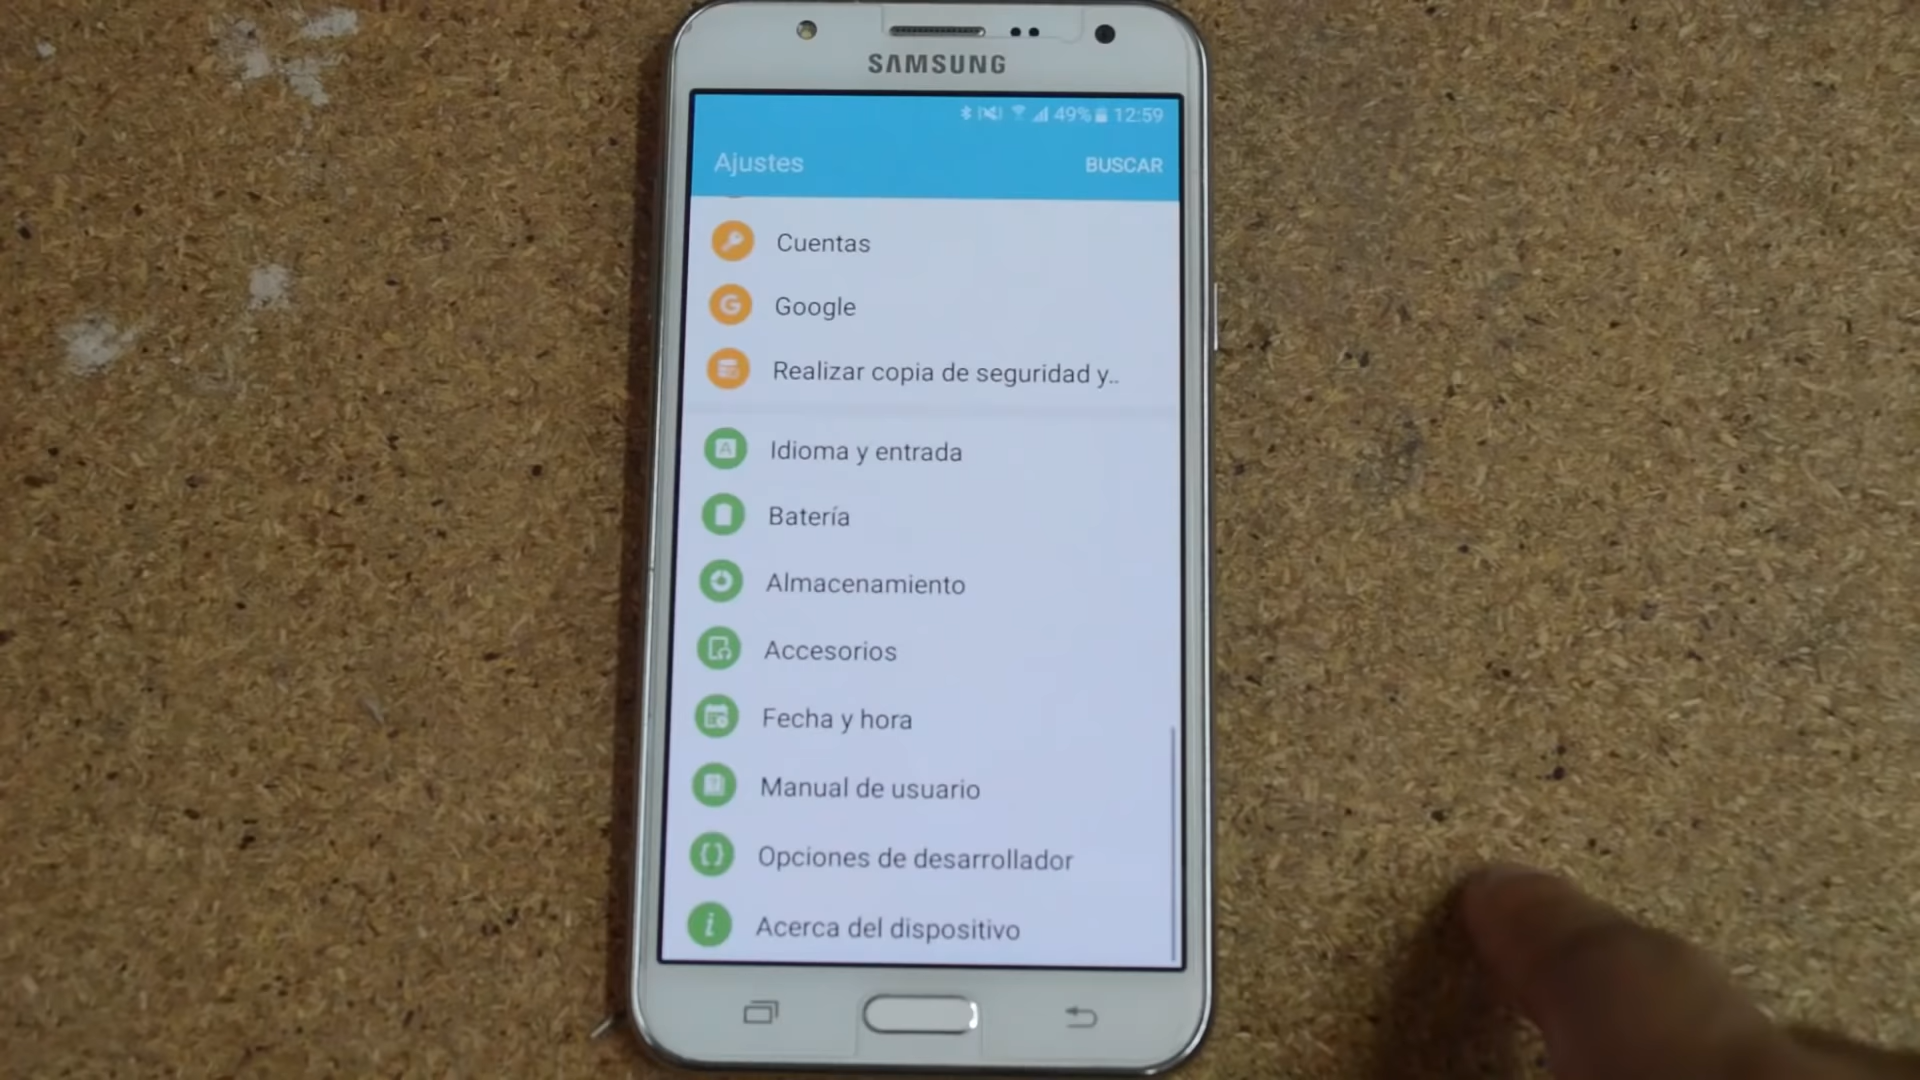 SAMSUNG
49% 12:59
Ajustes
BUSCAR
Cuentas
Google
Realizar copia de seguridad y..
Idioma y entrada
Batería
Almacenamiento
Accesorios
Fecha y hora
Manual de usuario
Opciones de desarrollador
Acerca del dispositivo